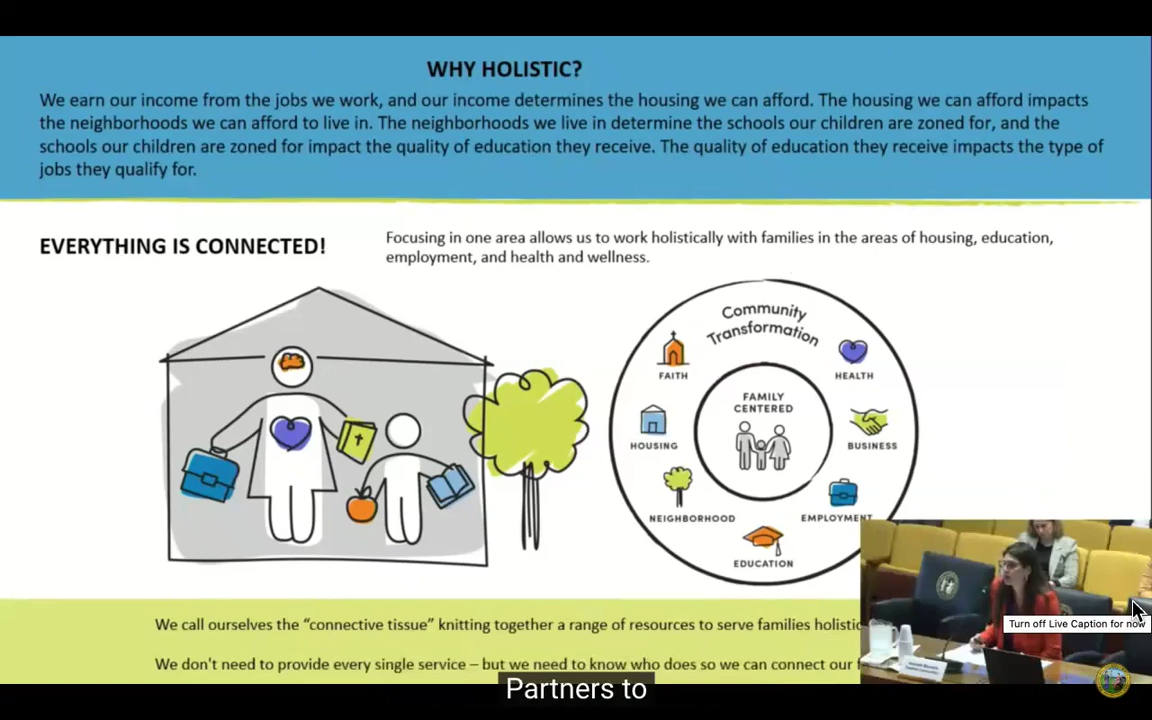 WHY HOLISTIC?
We earn our income from the jobs we work, and our income determines the housing we can afford. The housing we can afford impacts
the neighborhoods we can afford to live in. The neighborhoods we live in determine the schools our children are zoned for, and the
schools our children are zoned for impact the quality of education they receive. The quality of education they receive impacts the type of
jobs they qualify for.
EVERYTHING IS CONNECTED!
Focusing in one area allows us to work holistically with families in the areas of housing, education,
employment, and health and wellness.
Community
Transformation
FAITH
HEALTH
FAMILY
CENTERED
HOUSING
BUSINESS
NEIGHBORHOOD
EMPLOYMENT
EDUCATION
We call ourselves the “connective tissue” knitting together a range of resources to serve families holistic
Turn off Live Caption for now
We don't need to provide every single service – but we need to know who does so we can connect our f
Partners to